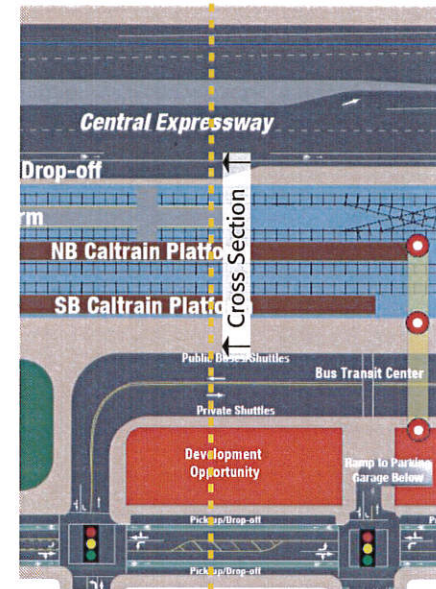 Central Expressway
Drop-off
rm
NB Caltrain Platfo
SB Caltrain Platform
Cross Section
Public Buses/Shuttles
Bus Transit Center
Private Shuttles
Development
Opportunity
Ramp to Parking
Garage Below
Pickup/Drop-off
Pickup/Drop-off
P